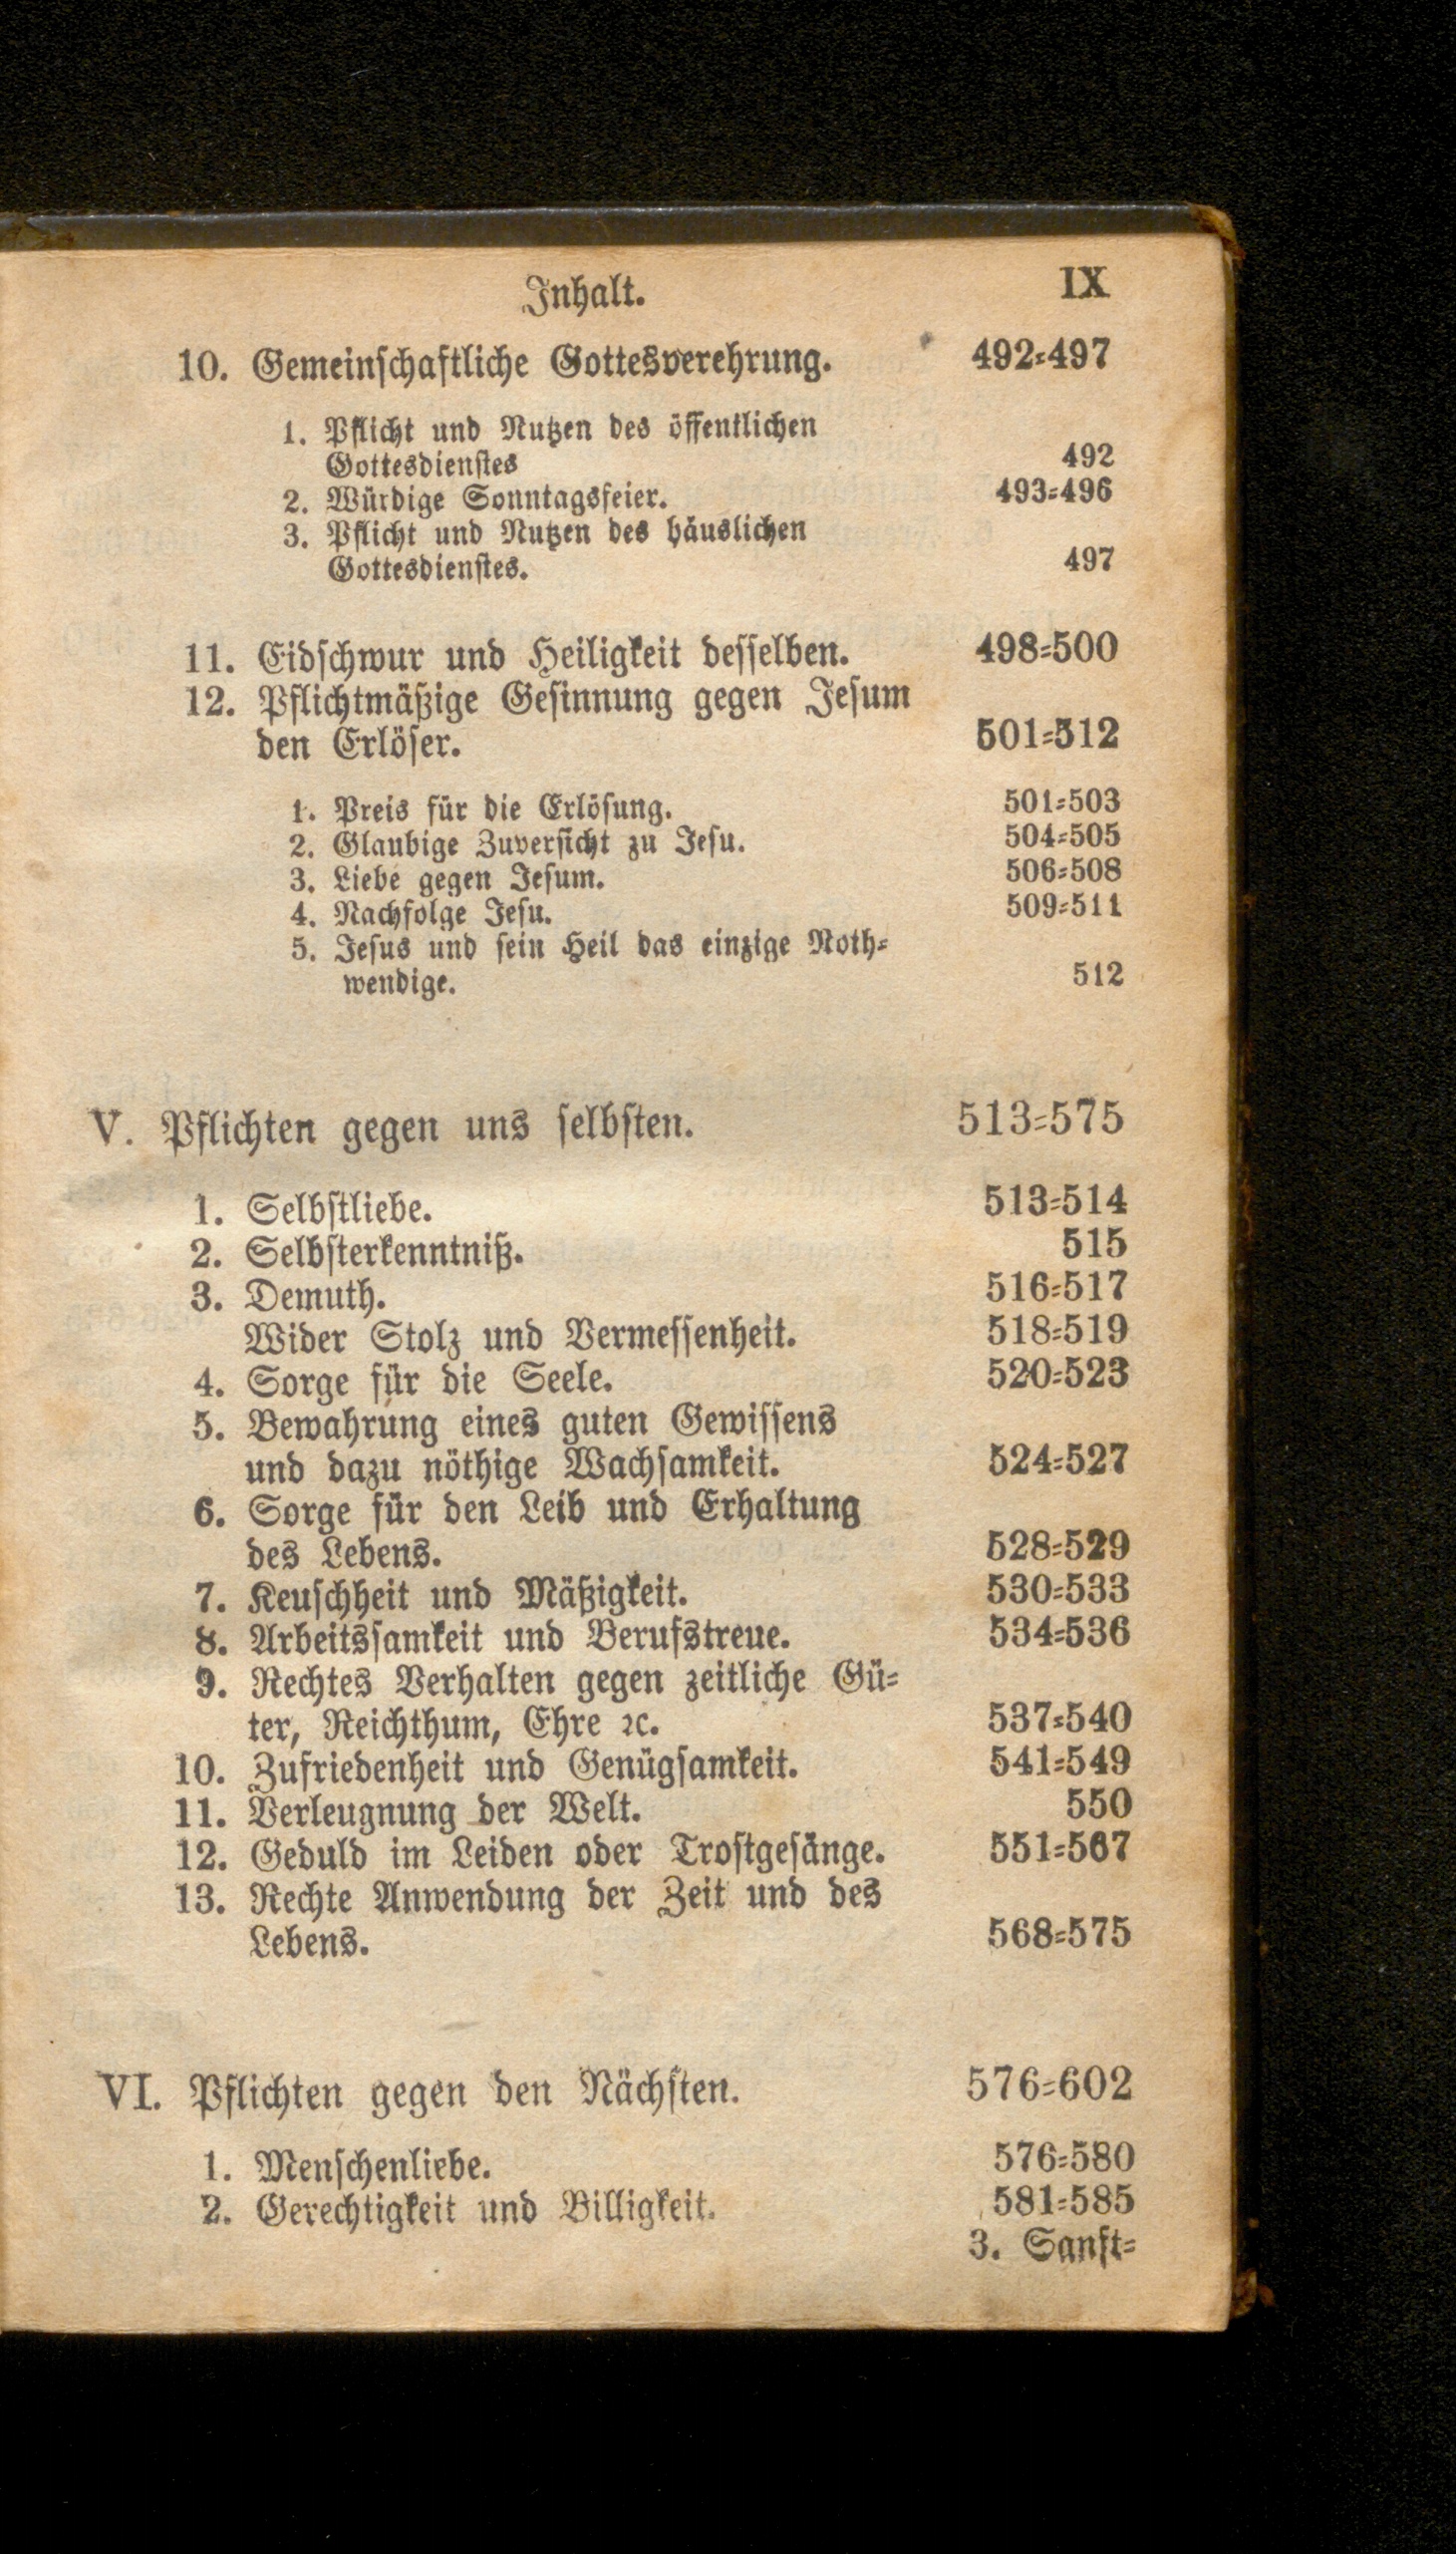 Inhalt. IX
10. Gemeinschaftliche Gottesverehrung. 492=497
1. Pflicht und Nutzen des öffentlichen
Gottesdienstes 492
2. Würdige Sonntagsfeier. 493=496
3. Pflicht und Nutzen des häuslichen
Gottesdienstes. 497
11. Eidschwur und Heiligkeit desselben. 498=500
12. Pflichtmäßige Gesinnung gegen Jesum
den Erlöser. 501=512
1. Preis für die Erlösung. 501=503
2. Glaubige Zuversicht zu Jesu. 504=505
3. Liebe gegen Jesum. 506=508
4. Nachfolge Jesu. 509=511
5. Jesus und sein Heil das einzige Noth=
wendige. 512
V. Pflichten gegen uns selbsten. 513=575
1. Selbstliebe. 513=514
2. Selbsterkenntniß. 515
3. Demuth. 516=517
Wider Stolz und Vermessenheit. 518=519
4. Sorge für die Seele. 520=523
5. Bewahrung eines guten Gewissens
und dazu nöthige Wachsamkeit. 524=527
6. Sorge für den Leib und Erhaltung
des Lebens. 528=529
7. Keuschheit und Mäßigkeit. 530=533
8. Arbeitssamkeit und Berufstreue. 534=536
9. Rechtes Verhalten gegen zeitliche Gü=
ter, Reichthum, Ehre ꝛc. 537=540
10. Zufriedenheit und Genügsamkeit. 541=549
11. Verleugnung der Welt. 550
12. Geduld im Leiden oder Trostgesänge. 551=567
13. Rechte Anwendung der Zeit und des
Lebens. 568=575
VI. Pflichten gegen den Nächsten. 576=602
1. Menschenliebe. 576=580
2. Gerechtigkeit und Billigkeit. 581=585
3. Sanft=